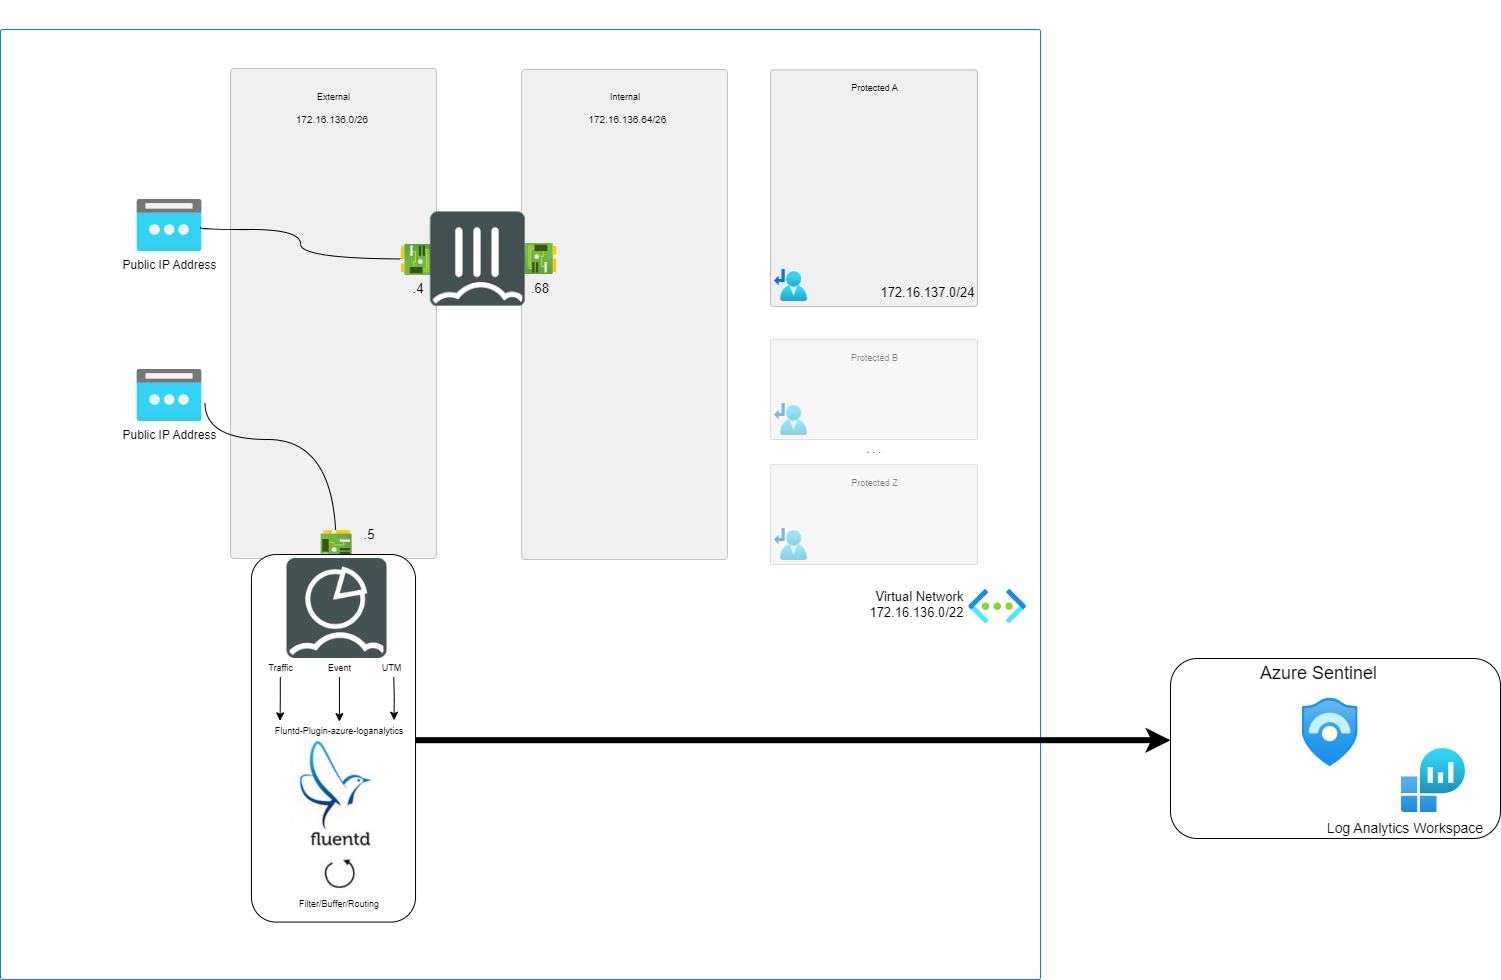 External
172.16.136.0/26
Internal
172.16.136.64/26
Protected A
172.16.137.0/24
Public IP Address
.4
.68
Protected B
Public IP Address
. . .
Protected Z
.5
Virtual Network
172.16.136.0/22
Traffic
Event
UTM
Fluntd-Plugin-azure-loganalytics
fluentd
Filter/Buffer/Routing
Azure Sentinel
Log Analytics Workspace